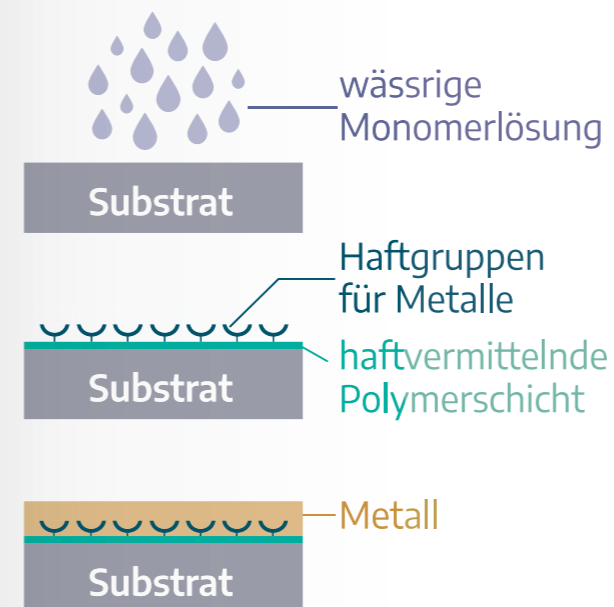 wässrige
Monomerlösung
Substrat
Haftgruppen
für Metalle
haftvermittelnde
Polymerschicht
Substrat
Metall
Substrat